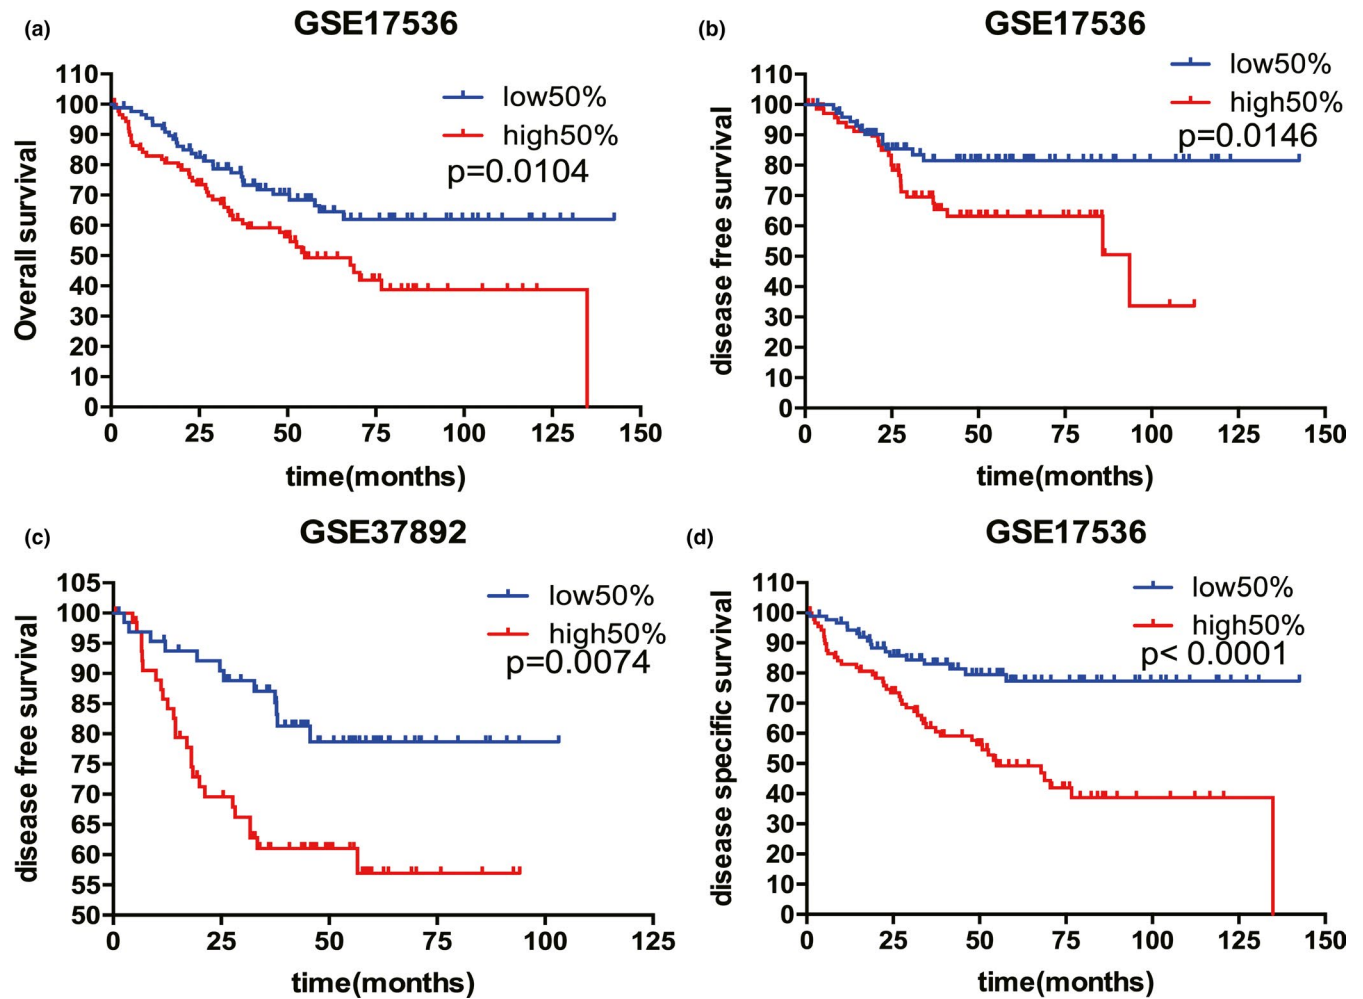 (a) GSE17536
low50%
high50%
p=0.0104
Overall survival
110
100
90
80
70
60
50
40
30
20
10
0
0 25 50 75 100 125 150
time(months)
(b) GSE17536
low50%
high50%
p=0.0146
disease free survival
110
100
90
80
70
60
50
40
30
20
10
0
0 25 50 75 100 125 150
time(months)
(c) GSE37892
low50%
high50%
p=0.0074
disease free survival
105
100
95
90
85
80
75
70
65
60
55
50
0 25 50 75 100 125
time(months)
(d) GSE17536
low50%
high50%
p< 0.0001
disease specific survival
110
100
90
80
70
60
50
40
30
20
10
0
0 25 50 75 100 125 150
time(months)